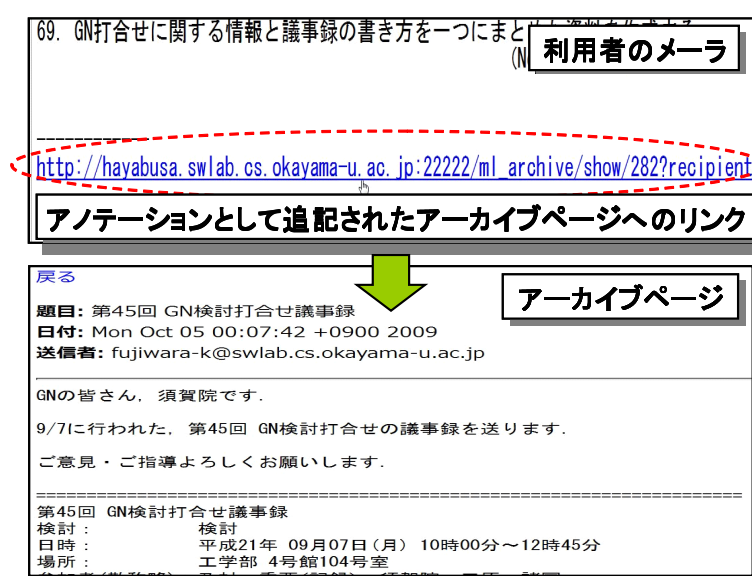 69. GN打合せに関する情報と議事録の書き方を一つにまとめた資料を作成する
(N
利用者のメーラ
http://hayabusa.swlab.cs.okayama-u.ac.jp:22222/ml_archive/show/282?recipient
アノテーションとして追記されたアーカイブページへのリンク
戻る
アーカイブページ
題目: 第45回 GN検討打合せ議事録
日付: Mon Oct 05 00:07:42 +0900 2009
送信者: fujiwara-k@swlab.cs.okayama-u.ac.jp
GNの皆さん, 須賀院です.
9/7に行われた, 第45回 GN検討打合せの議事録を送ります.
ご意見・ご指導よろしくお願いします.
第45回 GN検討打合せ議事録
検討: 検討
日時: 平成21年 09月07日(月) 10時00分～12時45分
場所: 工学部 4号館104号室